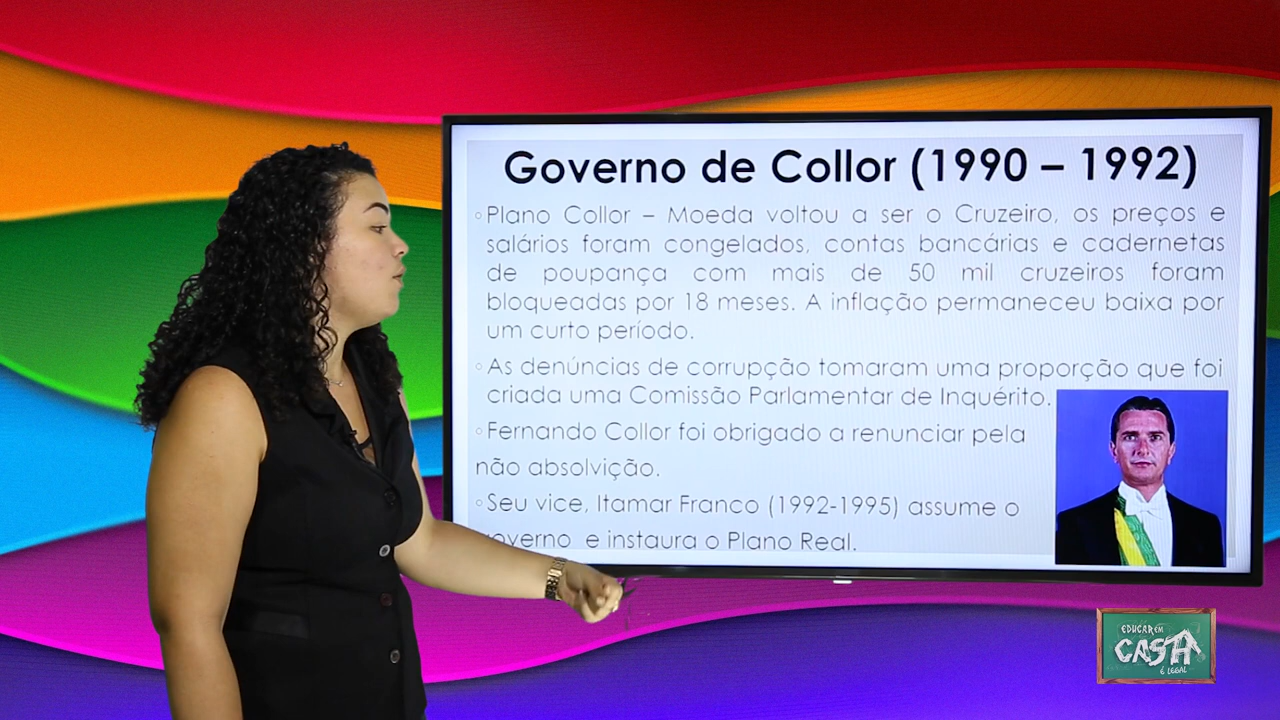 Governo de Collor (1990 – 1992)
◦Plano Collor – Moeda voltou a ser o Cruzeiro, os preços e
salários foram congelados, contas bancárias e cadernetas
de poupança com mais de 50 mil cruzeiros foram
bloqueadas por 18 meses. A inflação permaneceu baixa por
um curto período.
◦As denúncias de corrupção tomaram uma proporção que foi
criada uma Comissão Parlamentar de Inquérito.
◦Fernando Collor foi obrigado a renunciar pela
não absolvição.
◦Seu vice, Itamar Franco (1992-1995) assume o
governo e instaura o Plano Real.
EDUCAR EM
CASA
É LEGAL